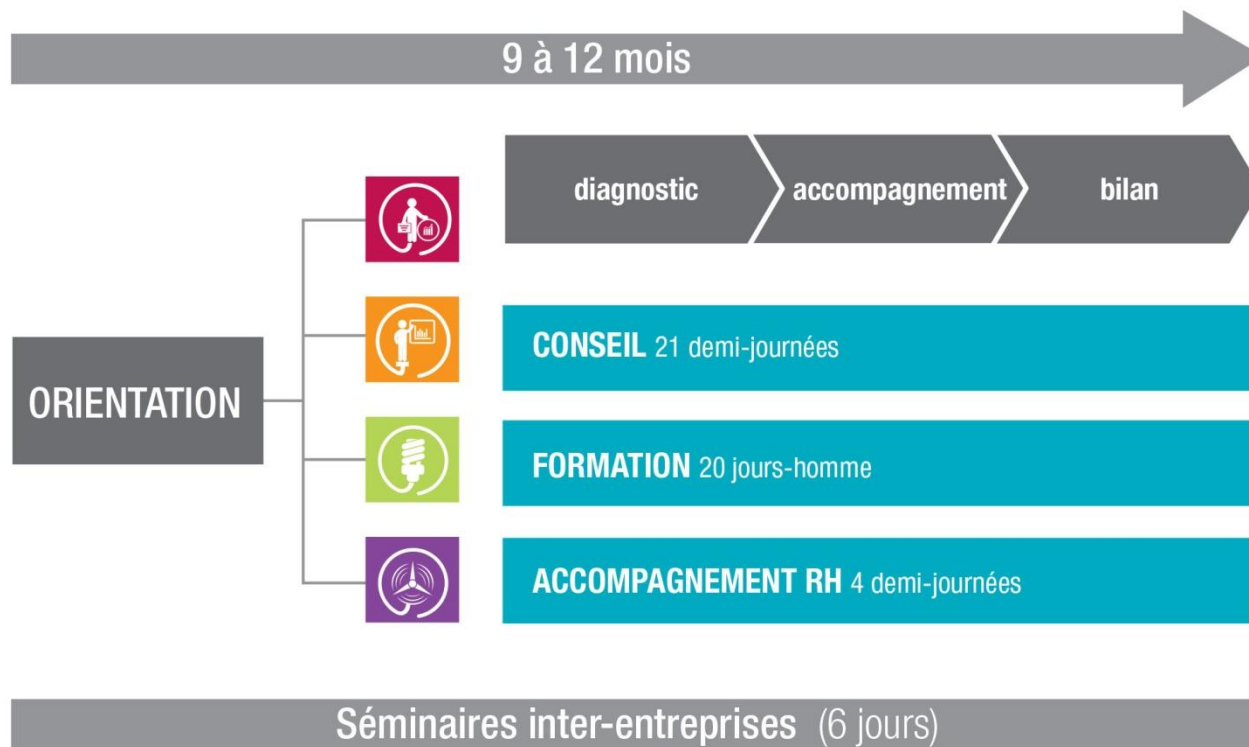 9 à 12 mois
diagnostic
accompagnement
bilan
ORIENTATION
CONSEIL 21 demi-journées
FORMATION 20 jours-homme
ACCOMPAGNEMENT RH 4 demi-journées
Séminaires inter-entreprises (6 jours)